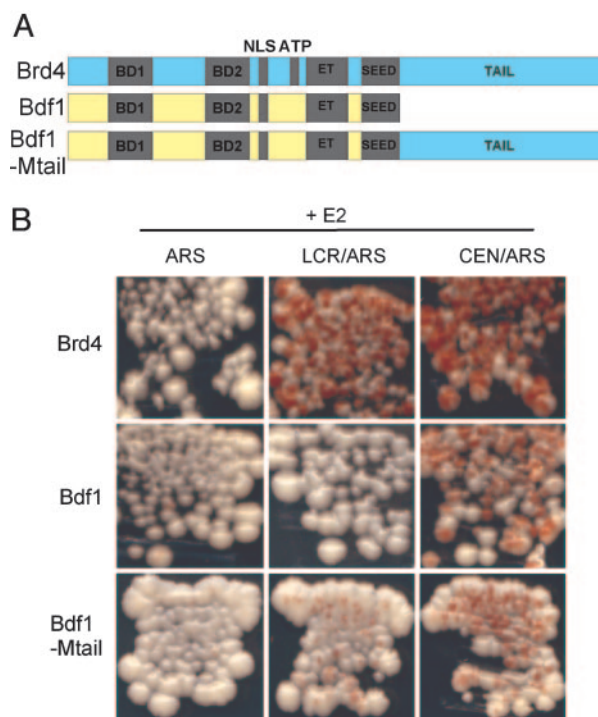 A
NLS ATP
Brd4 BD1 BD2 ET SEED TAIL
Bdf1 BD1 BD2 ET SEED
Bdf1
-Mtail BD1 BD2 ET SEED TAIL
B
+ E2
ARS LCR/ARS CEN/ARS
Brd4
Bdf1
Bdf1
-Mtail